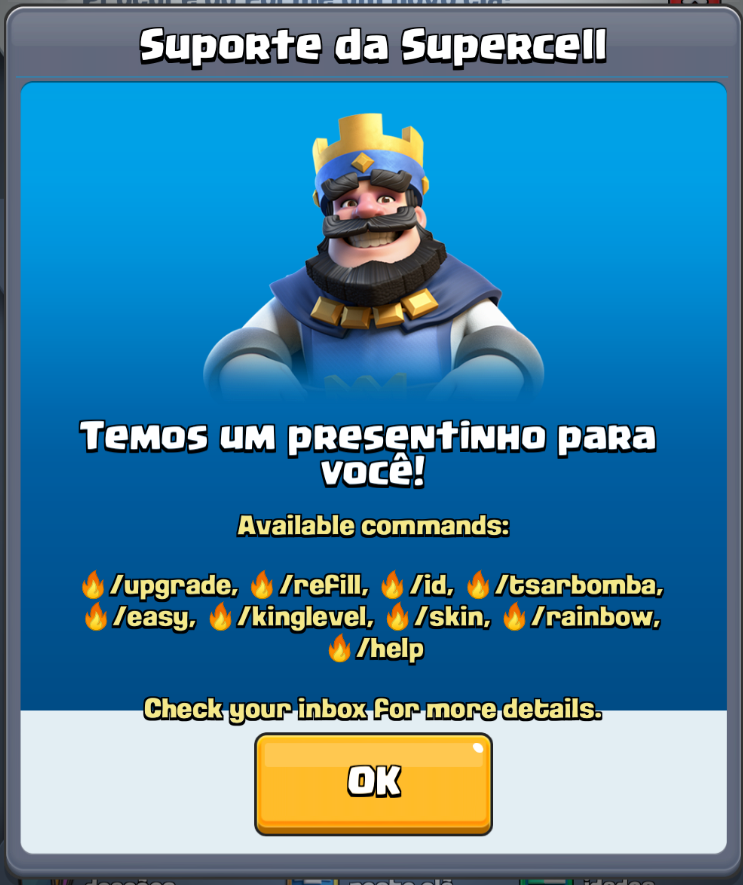 Suporte da Supercell
Temos um presentinho para
você!
Available commands:
🔥/upgrade, 🔥/refill, 🔥/id, 🔥/tsarbomba,
🔥/easy, 🔥/kinglevel, 🔥/skin, 🔥/rainbow,
🔥/help
Check your inbox for more details.
OK